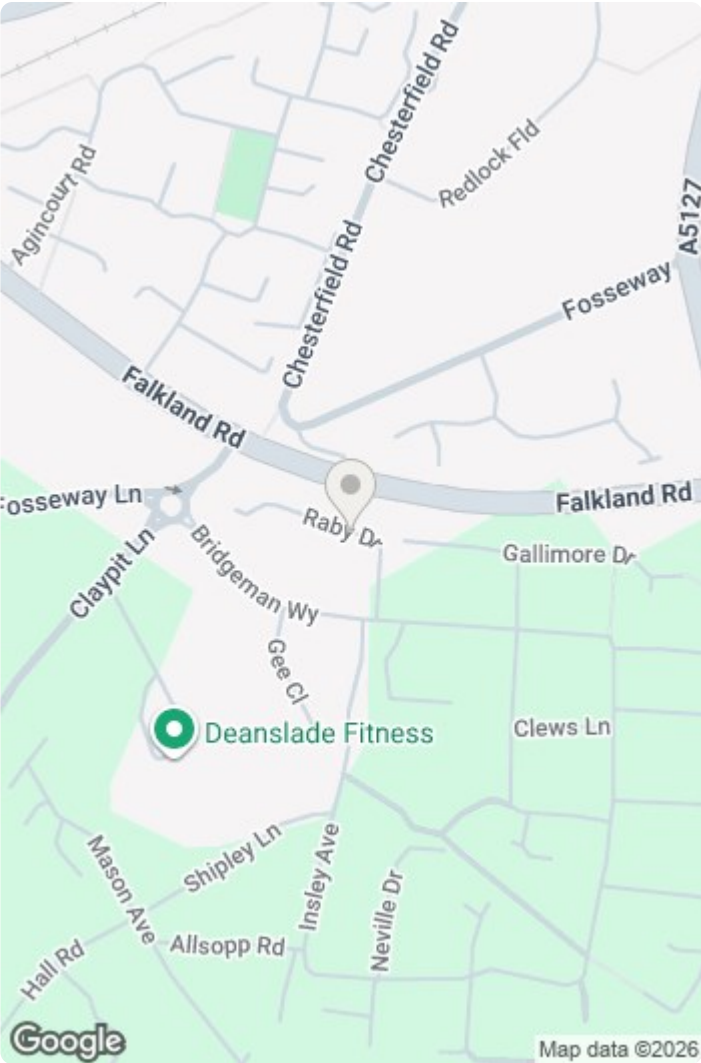 Chesterfield Rd
Redlock Fld
Agincourt Rd
A5127
Chesterfield Rd
Fosseway
Falkland Rd
Fosseway Ln
Falkland Rd
Raby Dr
Gallimore Dr
Claypit Ln
Bridgeman Wy
Gee Cl
Deanslade Fitness
Clews Ln
Shipley Ln
Mason Ave
Insley Ave
Neville Dr
Allsopp Rd
Hall Rd
Google
Map data ©2026